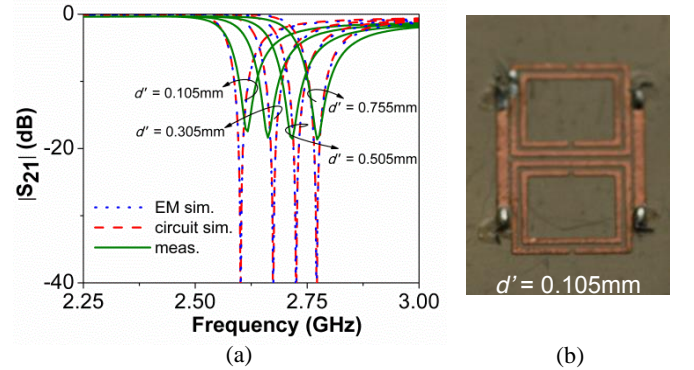 0
-20
-40
|S21| (dB)
d' = 0.105mm
d' = 0.305mm
d' = 0.755mm
d' = 0.505mm
EM sim.
circuit sim.
meas.
2.25
2.50
2.75
3.00
Frequency (GHz)
(a)
d' = 0.105mm
(b)